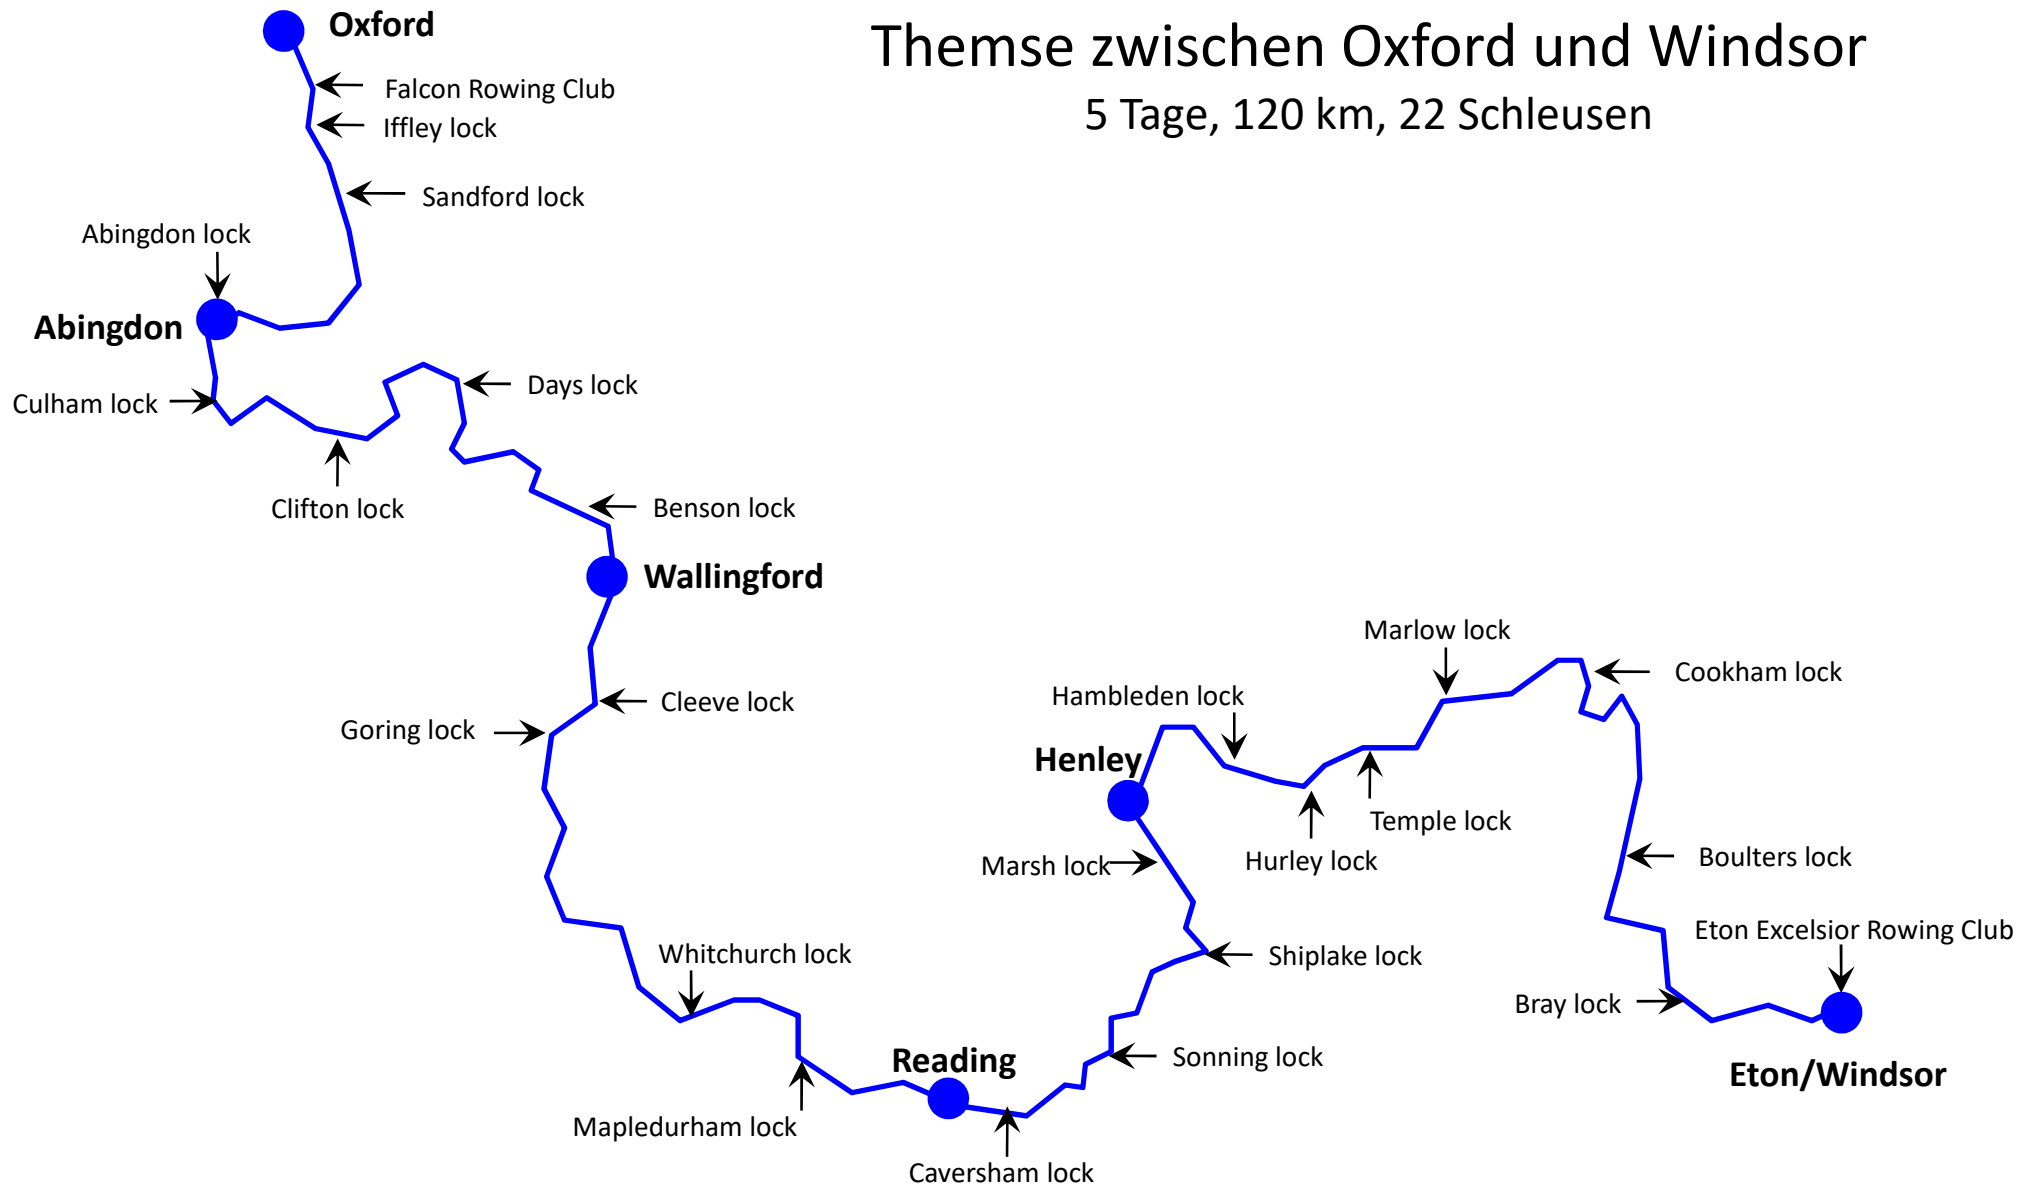 Themse zwischen Oxford und Windsor
5 Tage, 120 km, 22 Schleusen
Oxford
Falcon Rowing Club
Iffley lock
Sandford lock
Abingdon lock
Abingdon
Culham lock
Days lock
Clifton lock
Benson lock
Wallingford
Cleeve lock
Goring lock
Whitchurch lock
Mapledurham lock
Reading
Caversham lock
Sonning lock
Shiplake lock
Marsh lock
Henley
Hambleden lock
Hurley lock
Temple lock
Marlow lock
Cookham lock
Boulters lock
Bray lock
Eton Excelsior Rowing Club
Eton/Windsor